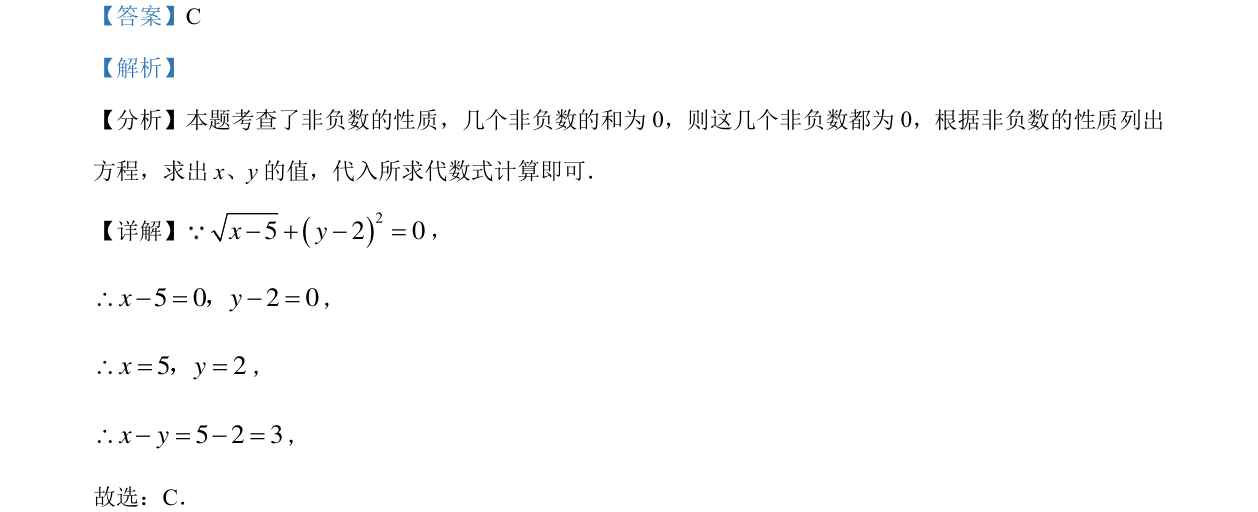 【答案】C
【解析】
【分析】本题考查了非负数的性质，几个非负数的和为 0，则这几个非负数都为 0，根据非负数的性质列出
方程，求出 x、y 的值，代入所求代数式计算即可．
【详解】∵√(x−5)+(y−2)²=0，
∴x−5=0，y−2=0，
∴x=5，y=2，
∴x−y=5−2=3，
故选：C．